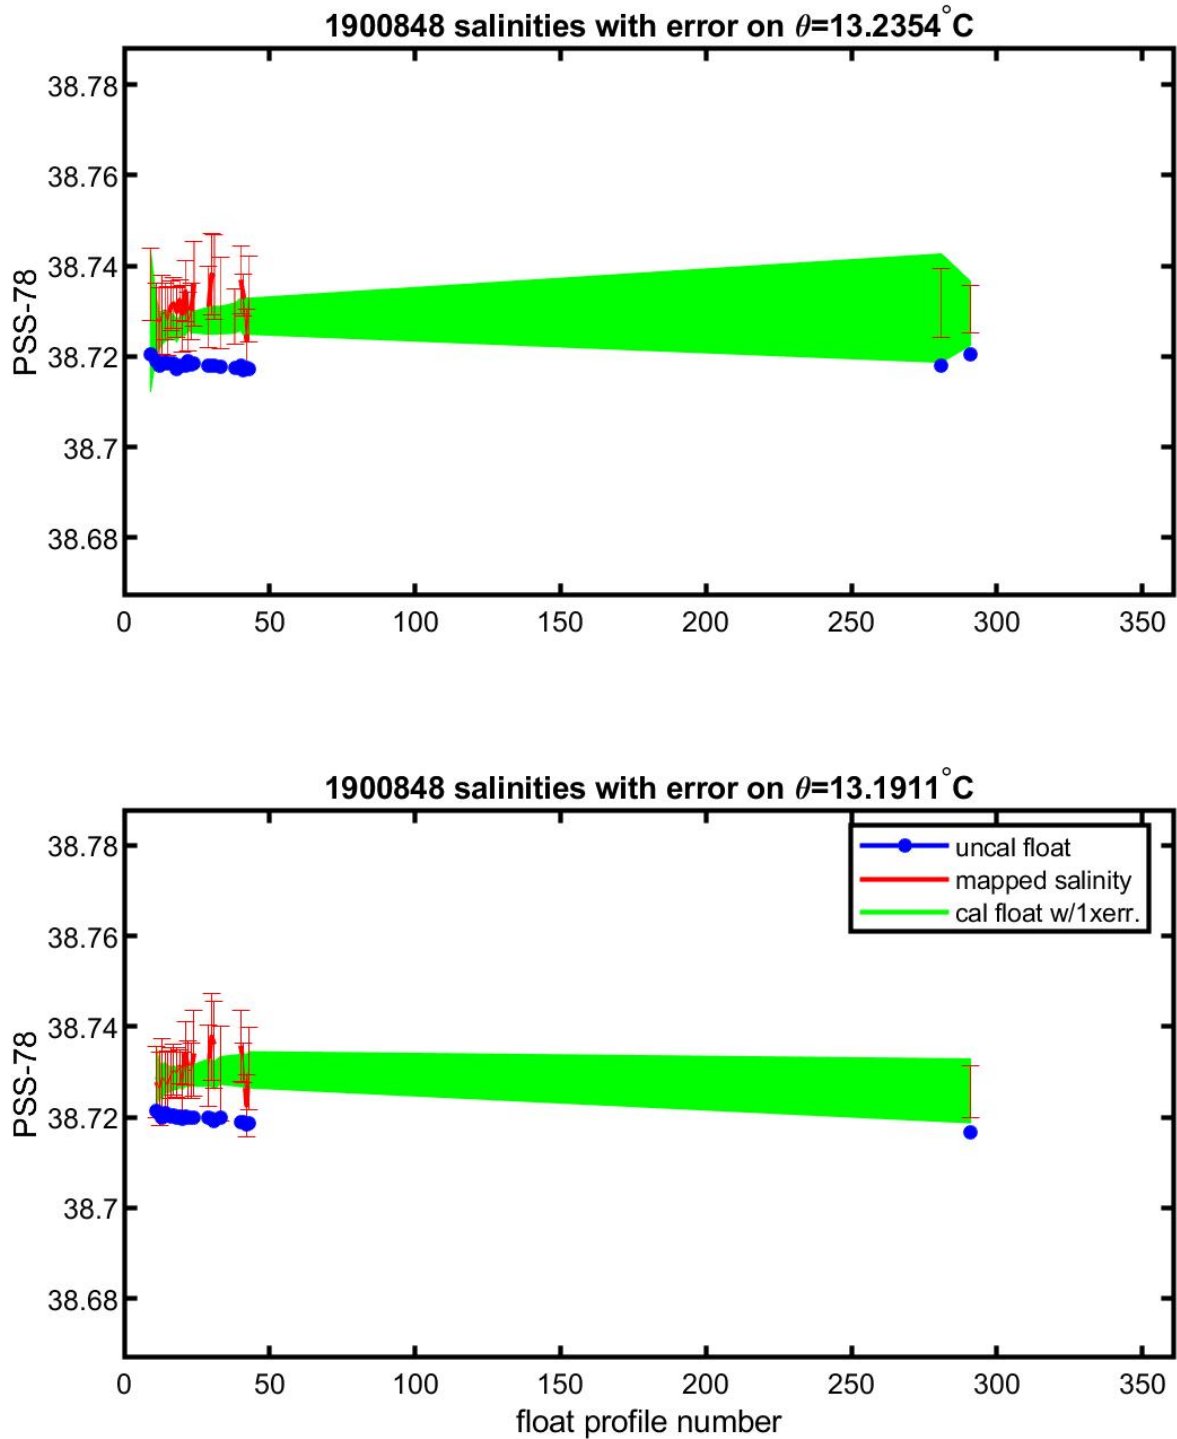 1900848 salinities with error on θ=13.2354°C
PSS-78
38.78
38.76
38.74
38.72
38.7
38.68
0 50 100 150 200 250 300 350
1900848 salinities with error on θ=13.1911°C
PSS-78
38.78
38.76
38.74
38.72
38.7
38.68
uncal float
mapped salinity
cal float w/1xerr.
0 50 100 150 200 250 300 350
float profile number